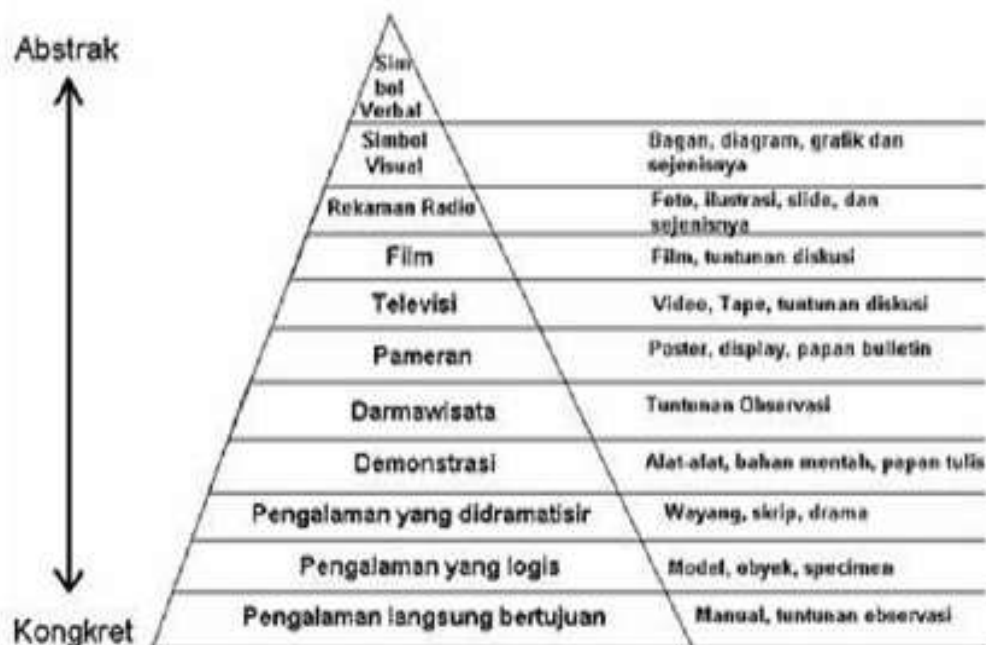 Abstrak
Sim
bol
Verbal
Simbol
Visual
Bagan, diagram, grafik dan
sejenisnya
Rekaman Radio
Foto, ilustrasi, slide, dan
sejenisnya
Film
Film, tuntunan diskusi
Televisi
Video, Tape, tuntunan diskusi
Pameran
Poster, display, papan bulletin
Darmawisata
Tuntunan Observasi
Demonstrasi
Alat-alat, bahan mentah, papan tulis
Pengalaman yang didramatisir
Wayang, skrip, drama
Pengalaman yang logis
Model, obyek, specimen
Kongkret
Pengalaman langsung bertujuan
Manual, tuntunan observasi